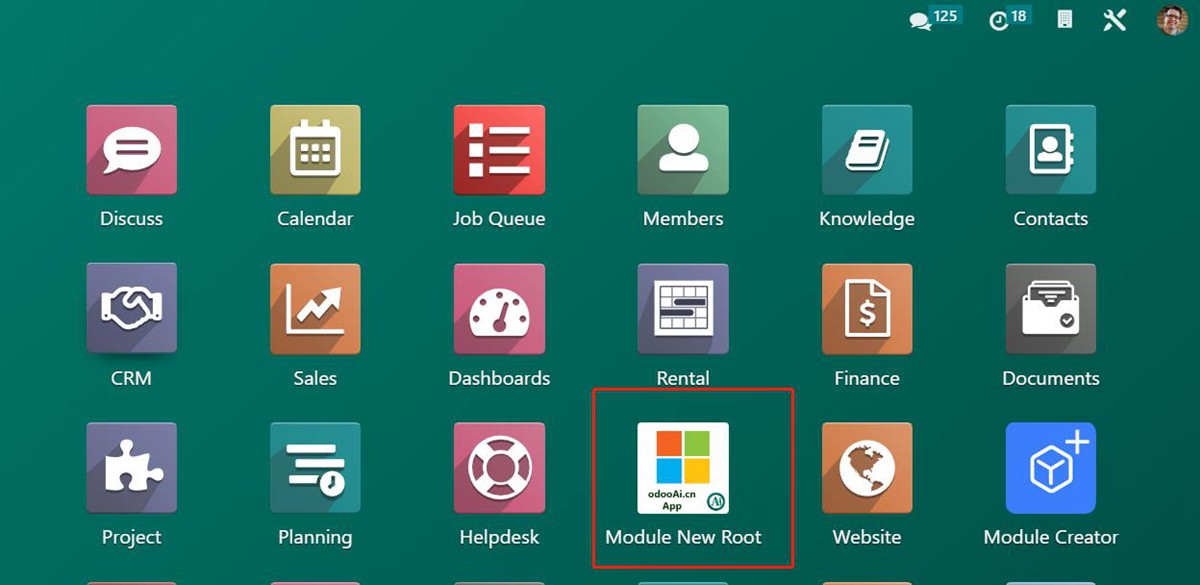 125
18
Discuss
Calendar
Job Queue
Members
Knowledge
Contacts
CRM
Sales
Dashboards
Rental
$
Finance
Documents
Project
Planning
Helpdesk
odooAi.cn
App
Ai
Module New Root
Website
Module Creator